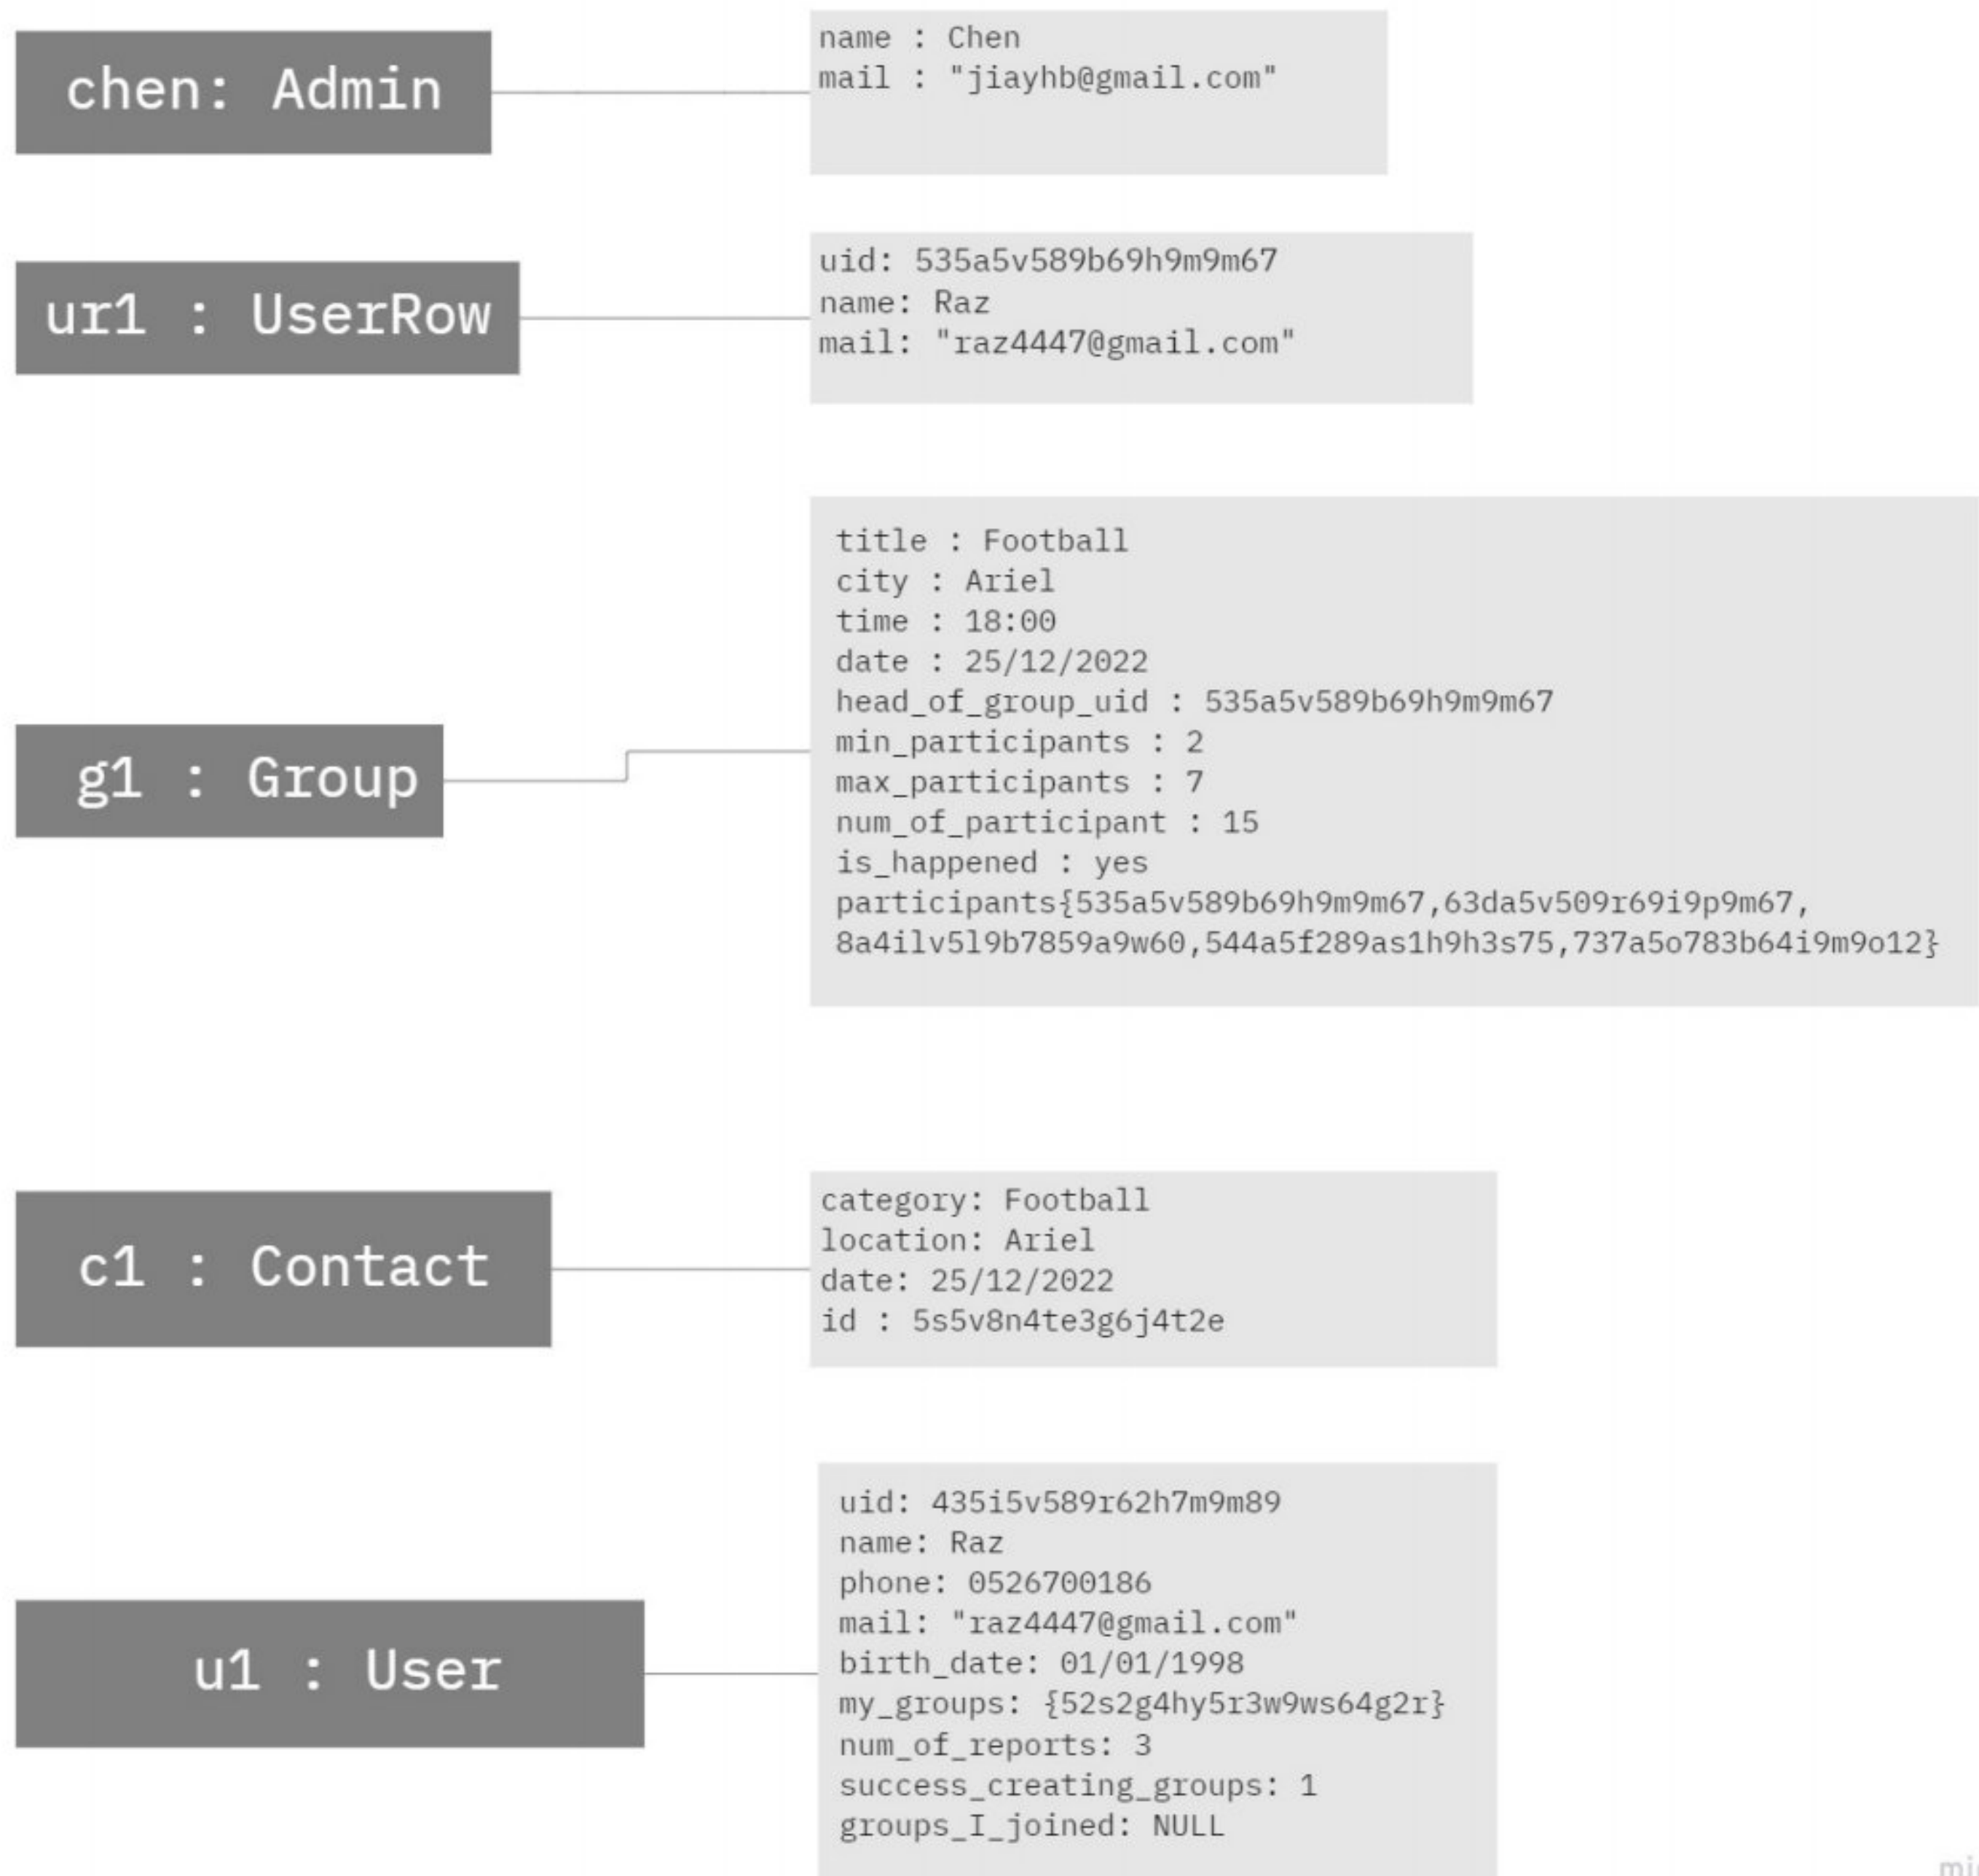 chen: Admin
name : Chen
mail : "jiayhb@gmail.com"
ur1 : UserRow
uid: 535a5v589b69h9m9m67
name: Raz
mail: "raz4447@gmail.com"
g1 : Group
title : Football
city : Ariel
time : 18:00
date : 25/12/2022
head_of_group_uid : 535a5v589b69h9m9m67
min_participants : 2
max_participants : 7
num_of_participant : 15
is_happened : yes
participants{535a5v589b69h9m9m67,63da5v509r69i9p9m67,
8a4ilv5l9b7859a9w60,544a5f289as1h9h3s75,737a5o783b64i9m9o12}
c1 : Contact
category: Football
location: Ariel
date: 25/12/2022
id : 5s5v8n4te3g6j4t2e
u1 : User
uid: 435i5v589r62h7m9m89
name: Raz
phone: 0526700186
mail: "raz4447@gmail.com"
birth_date: 01/01/1998
my_groups: {52s2g4hy5r3w9ws64g2r}
num_of_reports: 3
success_creating_groups: 1
groups_I_joined: NULL